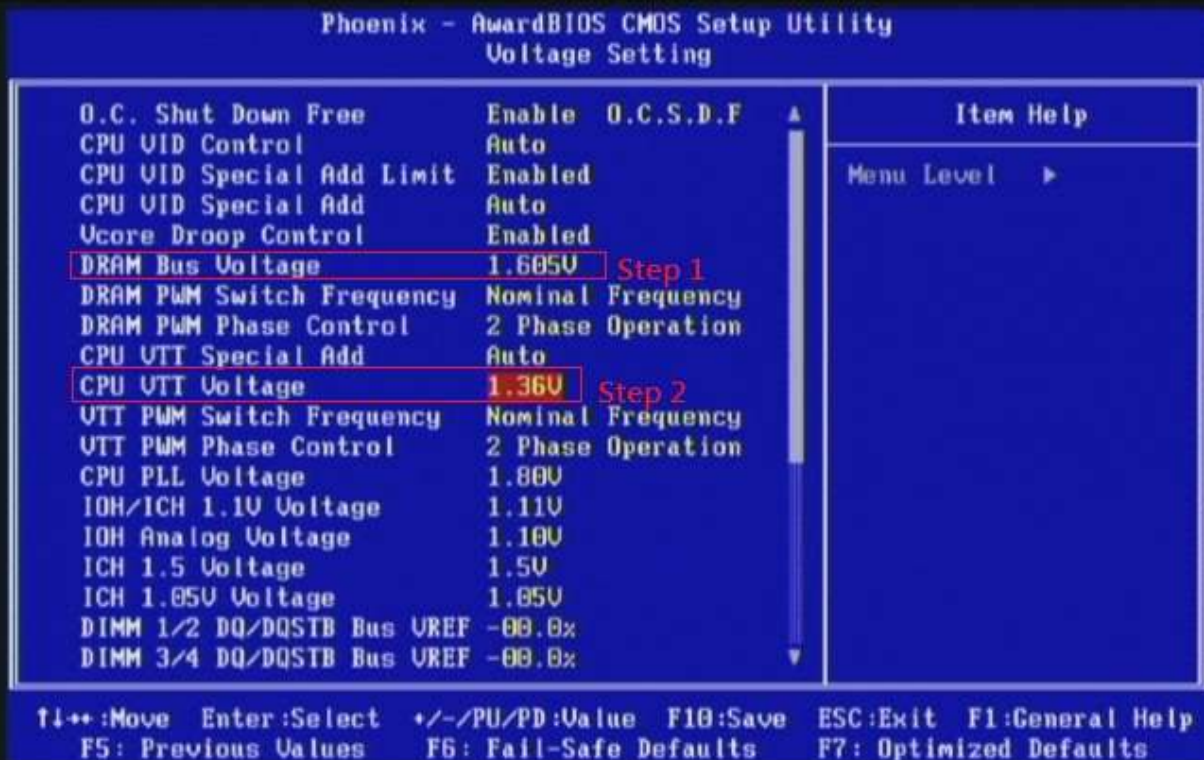 Phoenix - AwardBIOS CMOS Setup Utility
Voltage Setting
O.C. Shut Down Free Enable O.C.S.D.F
Item Help
CPU VID Control Auto
CPU VID Special Add Limit Enabled
Menu Level
CPU VID Special Add Auto
Vcore Droop Control Enabled
DRAM Bus Voltage 1.605V Step 1
DRAM PWM Switch Frequency Nominal Frequency
DRAM PWM Phase Control 2 Phase Operation
CPU VTT Special Add Auto
CPU VTT Voltage 1.36V Step 2
VTT PWM Switch Frequency Nominal Frequency
VTT PWM Phase Control 2 Phase Operation
CPU PLL Voltage 1.80V
IOH/ICH 1.1V Voltage 1.11V
IOH Analog Voltage 1.10V
ICH 1.5 Voltage 1.5V
ICH 1.05V Voltage 1.05V
DIMM 1/2 DQ/DQSTB Bus VREF -00.0%
DIMM 3/4 DQ/DQSTB Bus VREF -00.0%
↑↓→←:Move Enter:Select +/-/PU/PD:Value F10:Save ESC:Exit F1:General Help
F5: Previous Values F6: Fail-Safe Defaults F7: Optimized Defaults